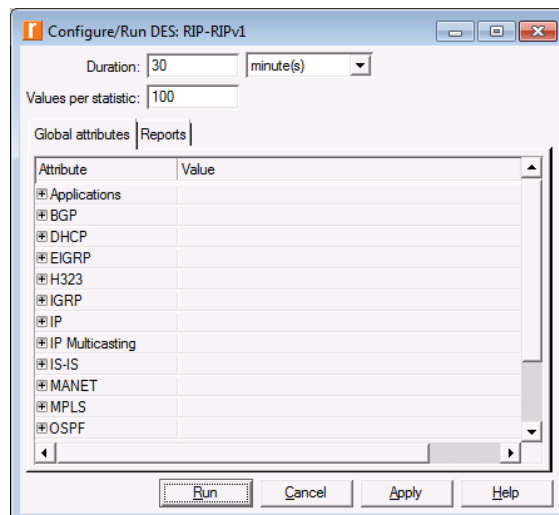 Configure/Run DES: RIP-RIPv1
Duration: 30 minute(s)
Values per statistic: 100
Global attributes Reports
Attribute Value
Applications
BGP
DHCP
EIGRP
H323
IGRP
IP
IP Multicasting
IS-IS
MANET
MPLS
OSPF
Run Cancel Apply Help